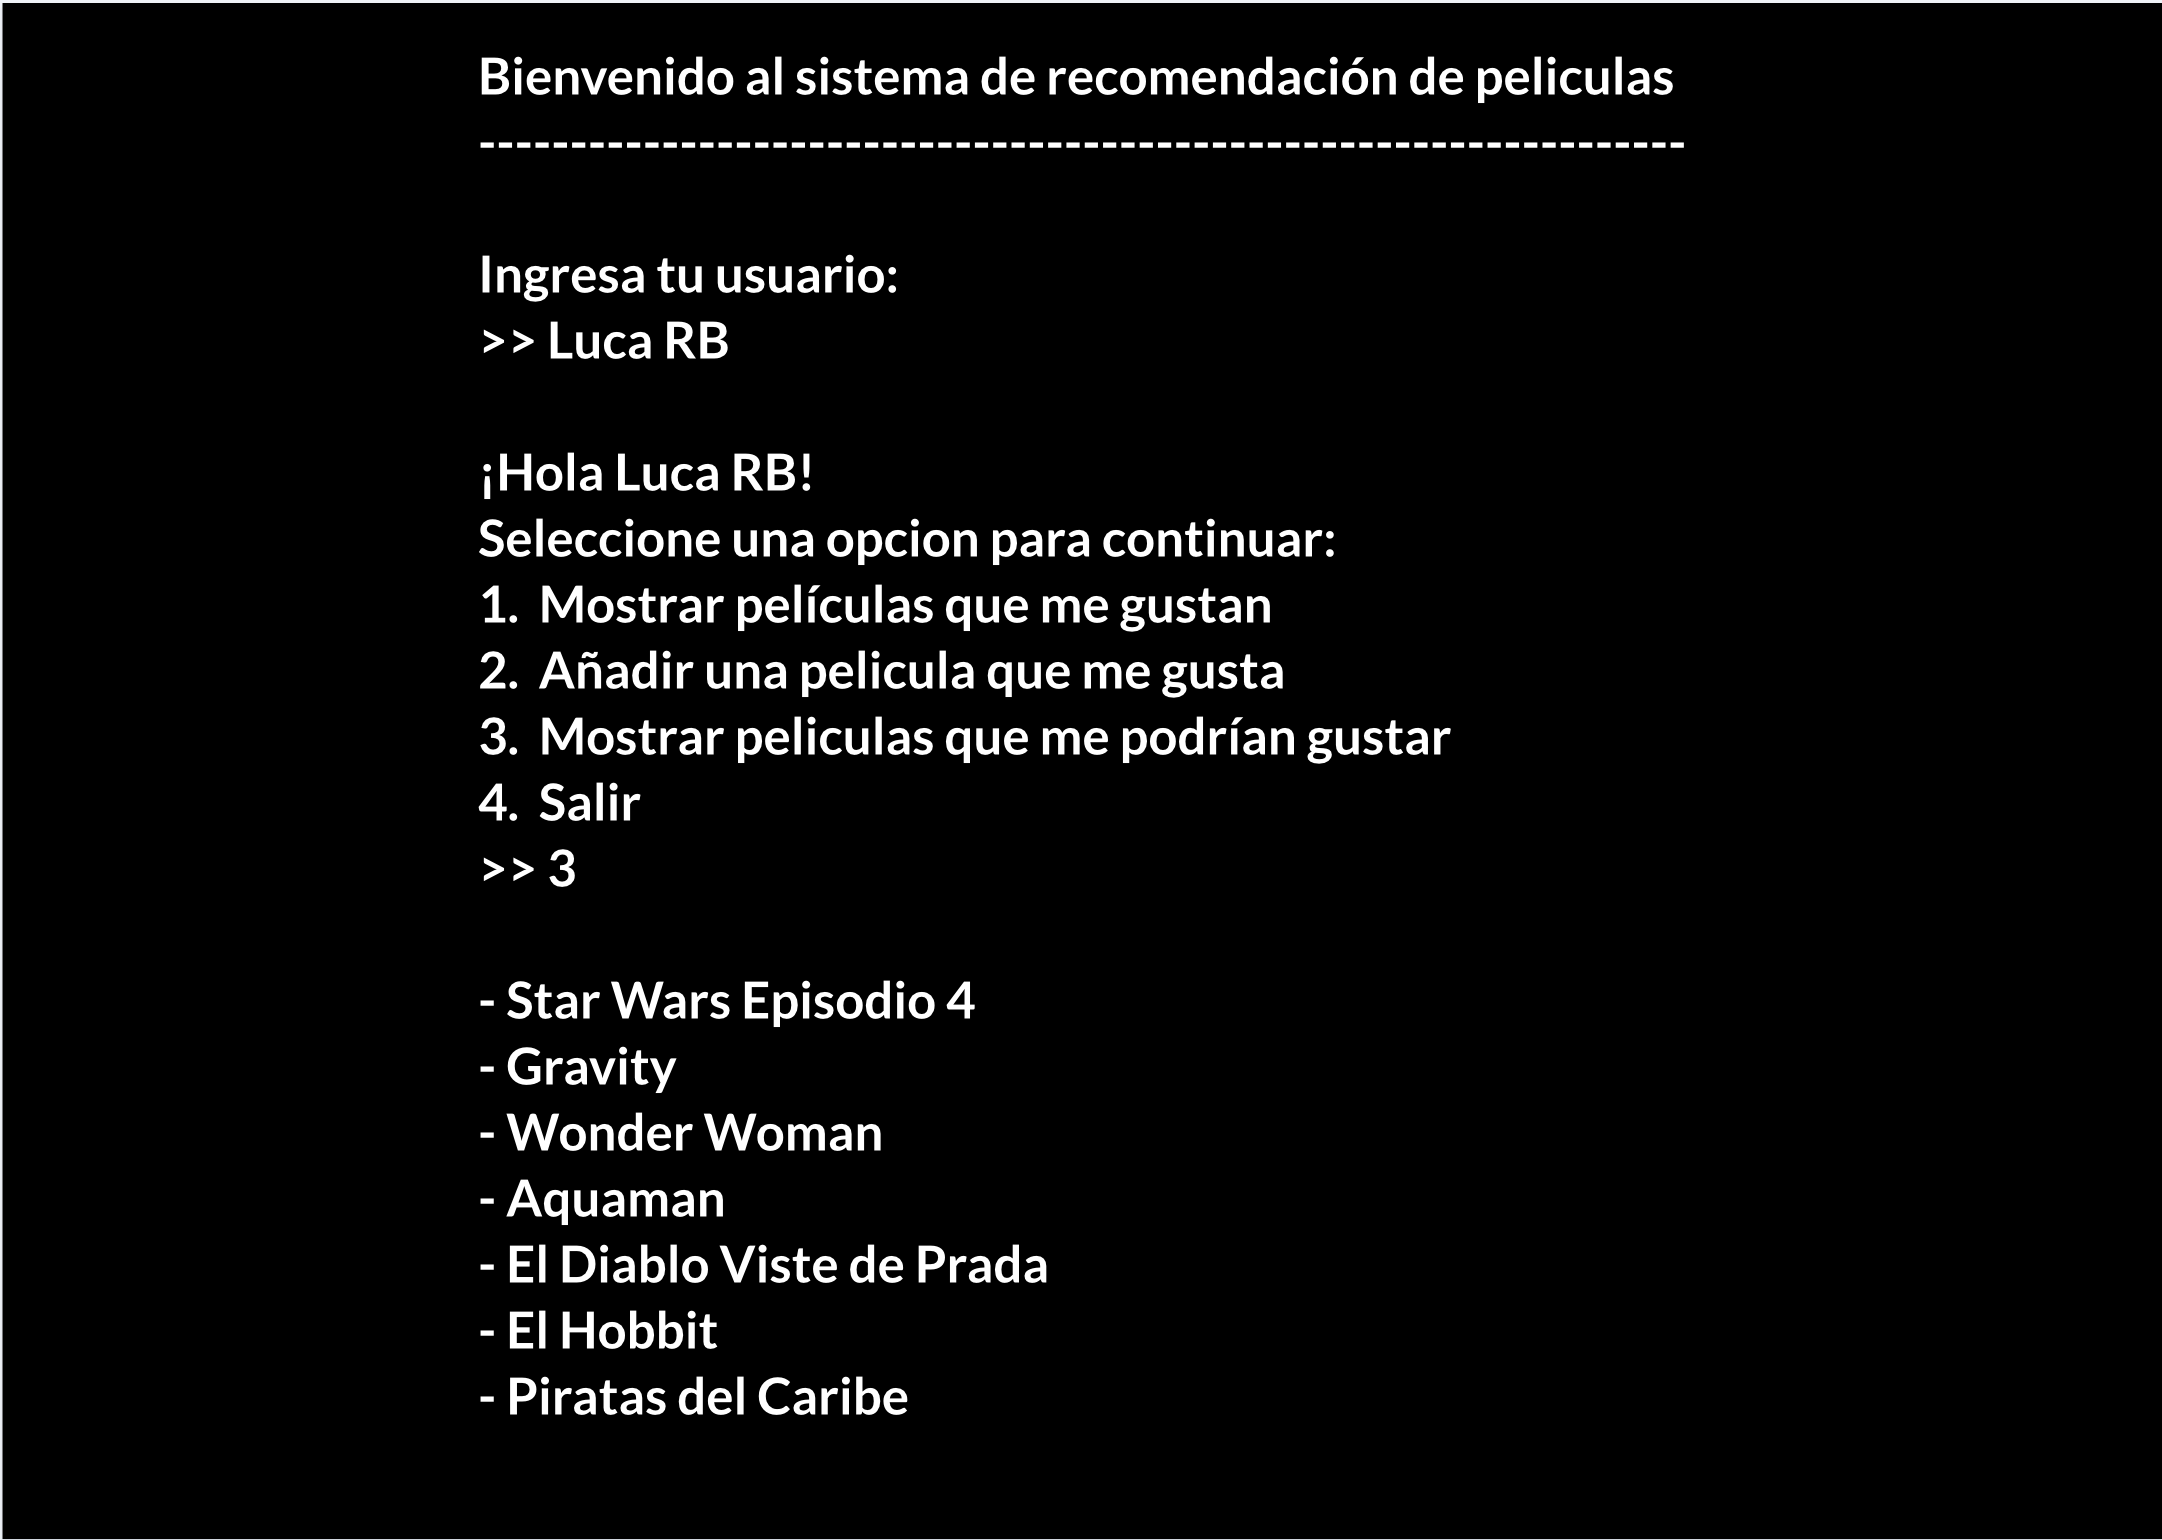 Bienvenido al sistema de recomendación de peliculas
------------------------------------------------------------------
Ingresa tu usuario:
>> Luca RB
¡Hola Luca RB!
Seleccione una opcion para continuar:
1. Mostrar películas que me gustan
2. Añadir una pelicula que me gusta
3. Mostrar peliculas que me podrían gustar
4. Salir
>> 3
- Star Wars Episodio 4
- Gravity
- Wonder Woman
- Aquaman
- El Diablo Viste de Prada
- El Hobbit
- Piratas del Caribe